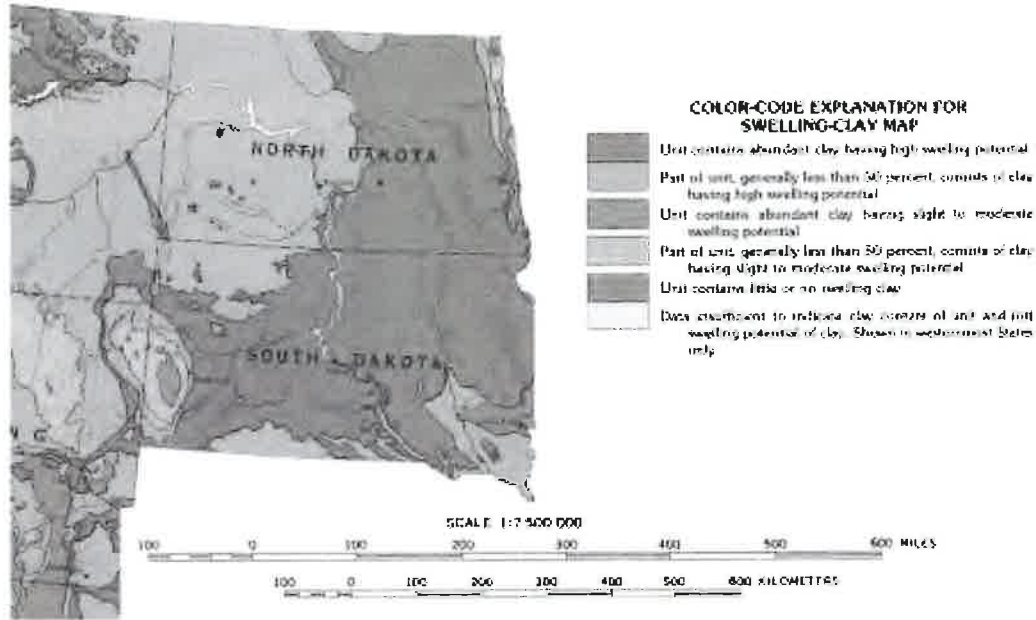 NORTH DAKOTA
SOUTH DAKOTA
N G
COLOR-CODE EXPLANATION FOR
SWELLING-CLAY MAP
Unit contains abundant clay having high swelling potential
Part of unit, generally less than 50 percent, consists of clay
having high swelling potential
Unit contains abundant clay having slight to moderate
swelling potential
Part of unit, generally less than 50 percent, consists of clay
having slight to moderate swelling potential
Unit contains little or no swelling clay
Data insufficient to indicate clay content of unit and (or)
swelling potential of clay. Shown in westernmost States
only
SCALE 1:7 500 000
100 0 100 200 300 400 500 600 MILES
100 0 100 200 300 400 500 600 KILOMETERS